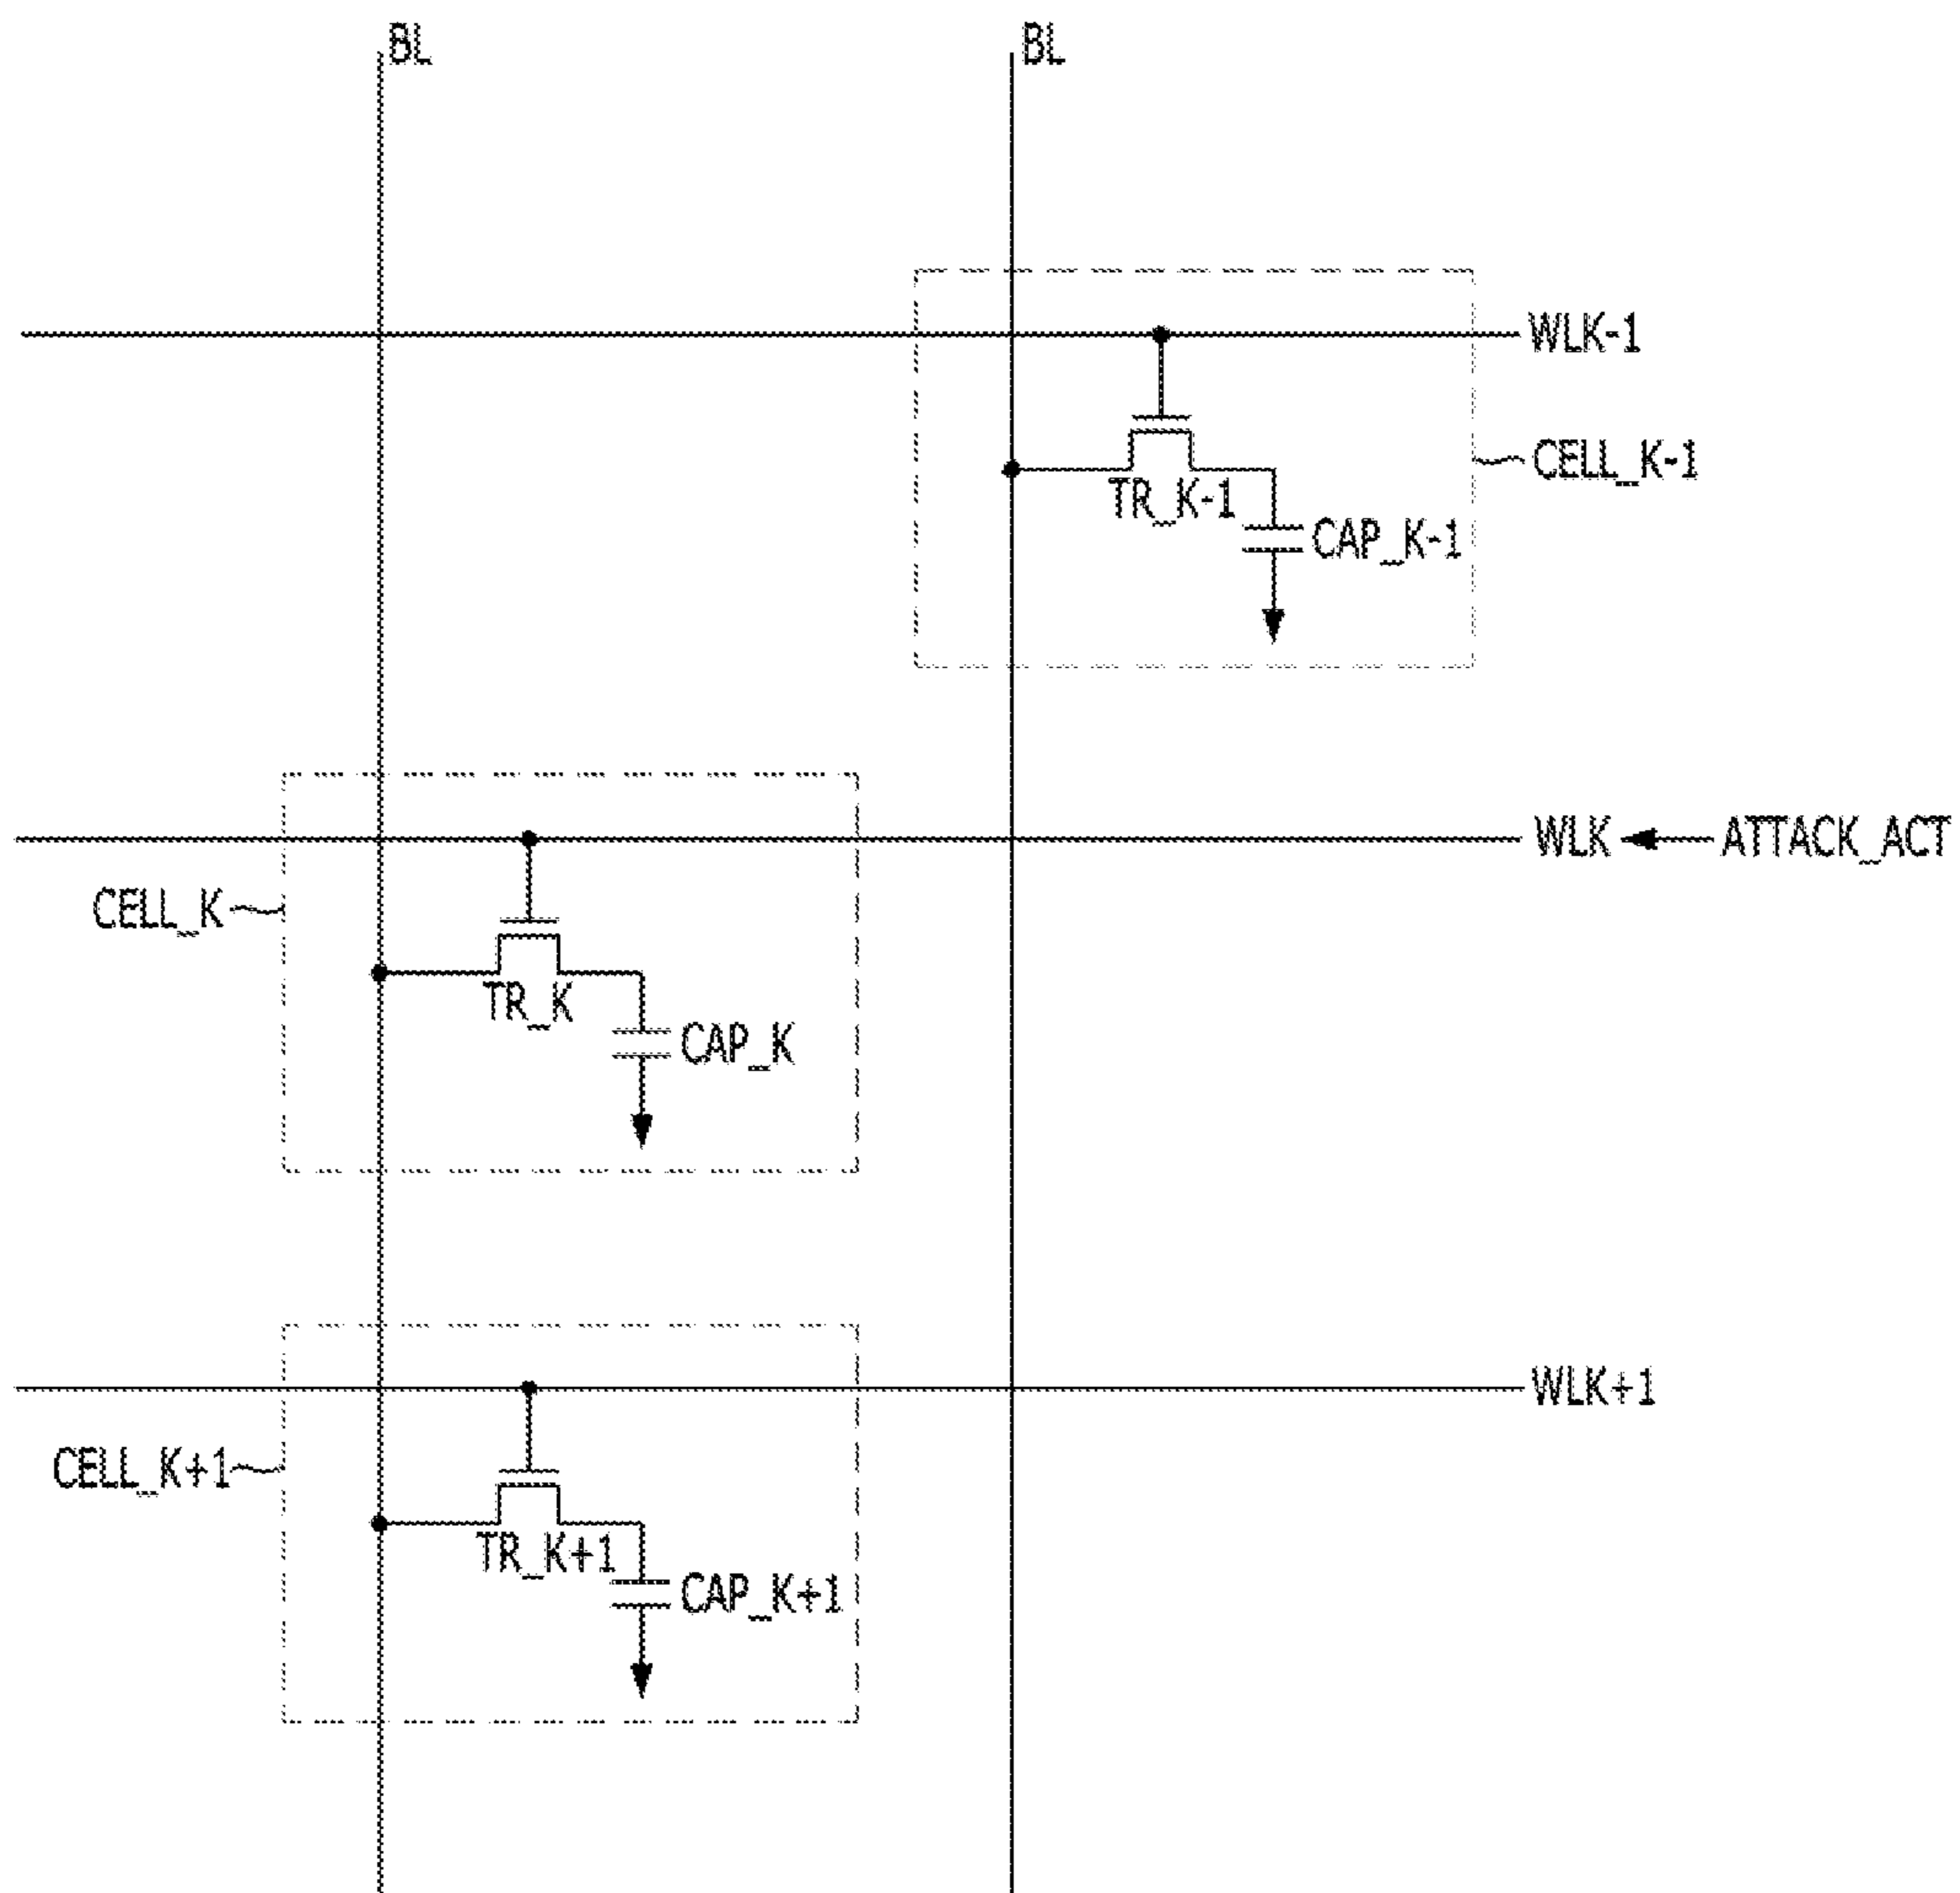 BL
BL
WLK-1
CELL_K-1
TR_K-1
CAP_K-1
WLK
ATTACK_ACT
CELL_K
TR_K
CAP_K
WLK+1
CELL_K+1
TR_K+1
CAP_K+1